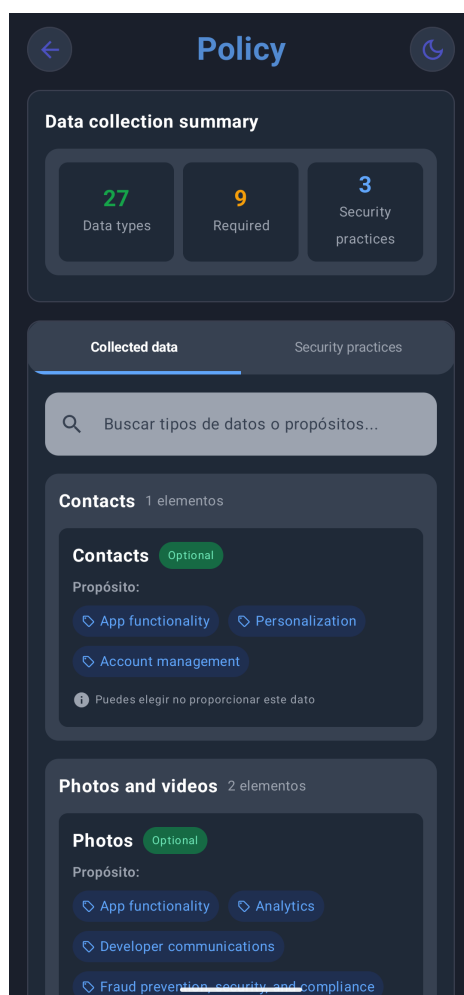 Policy
Data collection summary
27
Data types
9
Required
3
Security
practices
Collected data
Security practices
Buscar tipos de datos o propósitos...
Contacts 1 elementos
Contacts Optional
Propósito:
App functionality Personalization
Account management
Puedes elegir no proporcionar este dato
Photos and videos 2 elementos
Photos Optional
Propósito:
App functionality Analytics
Developer communications
Fraud prevention, security, and compliance